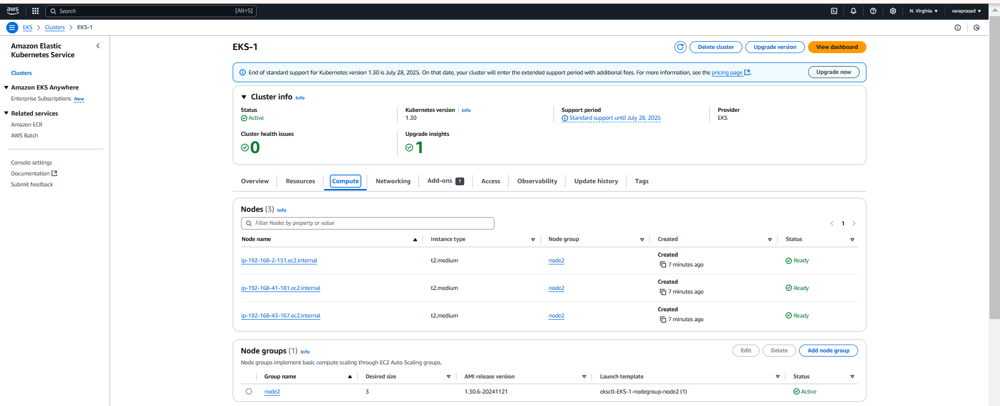 aws
Search [Alt+S]
N. Virginia
varaprasad
EKS
Clusters
EKS-1
Amazon Elastic
Kubernetes Service
Clusters
Amazon EKS Anywhere
Enterprise Subscriptions New
Related services
Amazon ECR
AWS Batch
Console settings
Documentation
Submit feedback
EKS-1
Delete cluster
Upgrade version
View dashboard
End of standard support for Kubernetes version 1.30 is July 28, 2025. On that date, your cluster will enter the extended support period with additional fees. For more information, see the pricing page.
Upgrade now
Cluster info Info
Status
Active
Kubernetes version Info
1.30
Support period
Standard support until July 28, 2025
Provider
EKS
Cluster health issues
0
Upgrade insights
1
Overview Resources Compute Networking Add-ons 1 Access Observability Update history Tags
Nodes (3) Info
Filter Nodes by property or value
1
Node name Instance type Node group Created Status
ip-192-168-2-151.ec2.internal t2.medium node2 Created 7 minutes ago Ready
ip-192-168-41-181.ec2.internal t2.medium node2 Created 7 minutes ago Ready
ip-192-168-43-167.ec2.internal t2.medium node2 Created 7 minutes ago Ready
Node groups (1) Info
Edit
Delete
Add node group
Node groups implement basic compute scaling through EC2 Auto Scaling groups.
Group name Desired size AMI release version Launch template Status
node2 3 1.30.6-20241121 eksctl-EKS-1-nodegroup-node2 (1) Active